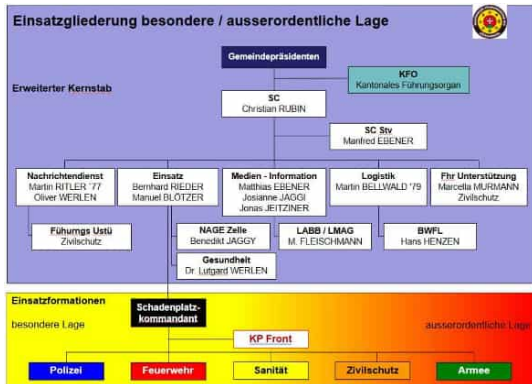 Einsatzgliederung besondere / ausserordentliche Lage
Gemeindepräsidenten
KFO
Kantonales Führungsorgan
Erweiterter Kernstab
SC
Christian RUBIN
SC Stv
Manfred EBENER
Nachrichtendienst
Martin RITLER '77
Oliver WERLEN
Einsatz
Bernhard RIEDER
Manuel BLÖTZER
Medien - Information
Matthias EBENER
Josianne JAGGI
Jonas JEITZINER
Logistik
Martin BELLWALD '79
Fhr Unterstützung
Marcella MURMANN
Zivilschutz
Fühurngs Ustü
Zivilschutz
NAGE Zelle
Benedikt JAGGY
LABB / LMAG
M. FLEISCHMANN
BWFL
Hans HENZEN
Gesundheit
Dr Lutgard WERLEN
Einsatzformationen
Schadenplatz-
kommandant
besondere Lage
ausserordentliche Lage
KP Front
Polizei
Feuerwehr
Sanität
Zivilschutz
Armee